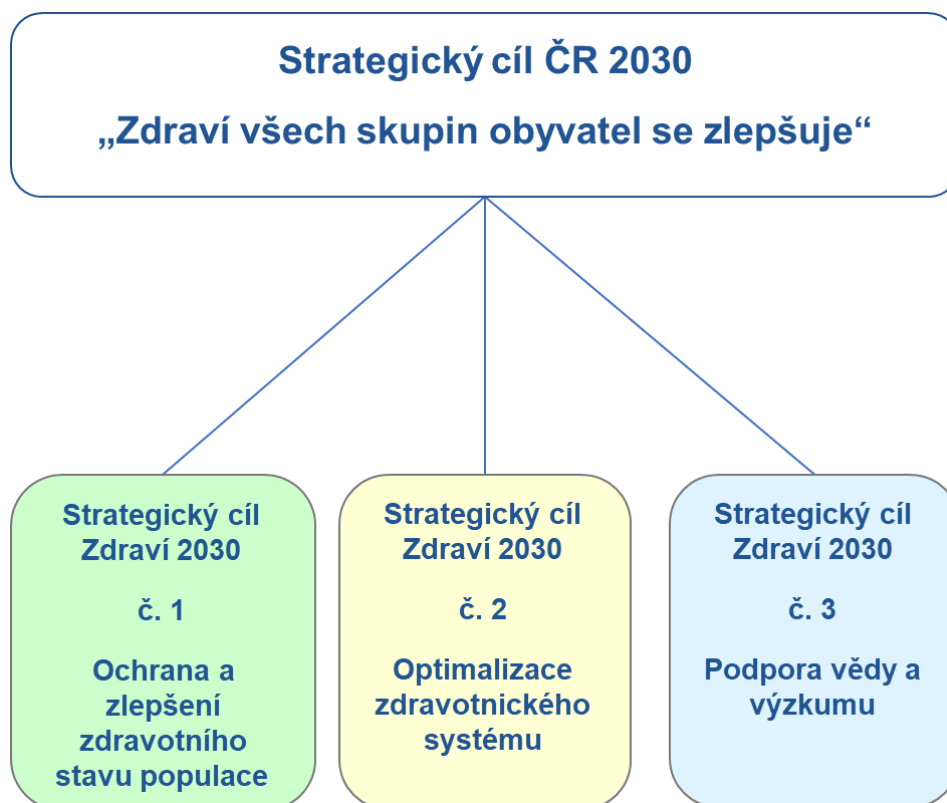 Strategický cíl ČR 2030
„Zdraví všech skupin obyvatel se zlepšuje“
Strategický cíl
Zdraví 2030
č. 1
Ochrana a
zlepšení
zdravotního
stavu populace
Strategický cíl
Zdraví 2030
č. 2
Optimalizace
zdravotnického
systému
Strategický cíl
Zdraví 2030
č. 3
Podpora vědy a
výzkumu